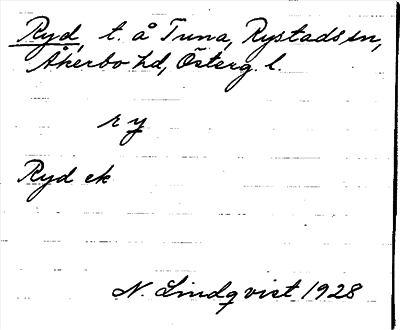 Ryd, t. å Tuna, Rystads sn,
Åkerbo hd, Österg. l.
r y
Ryd ek
N. Lindqvist 1928